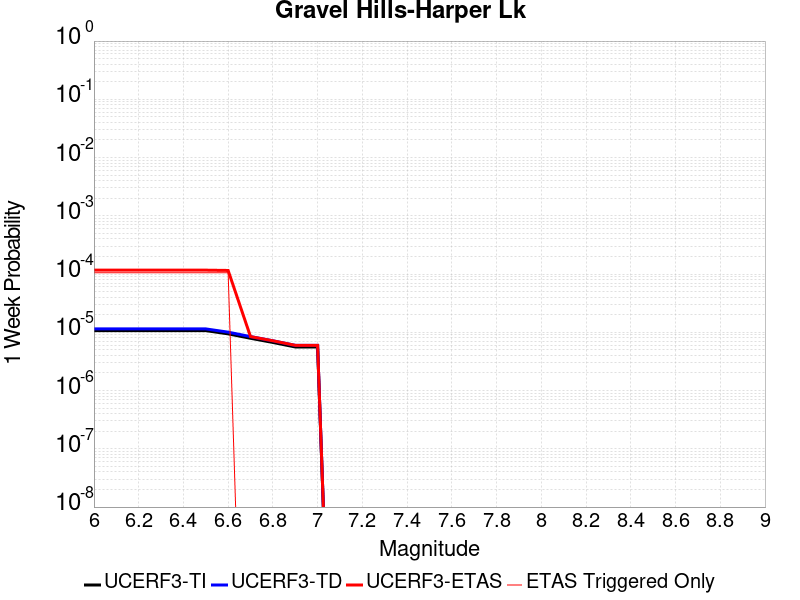 Gravel Hills-Harper Lk
10^0
10^-1
10^-2
10^-3
10^-4
10^-5
10^-6
10^-7
10^-8
1 Week Probability
6 6.2 6.4 6.6 6.8 7 7.2 7.4 7.6 7.8 8 8.2 8.4 8.6 8.8 9
Magnitude
UCERF3-TI UCERF3-TD UCERF3-ETAS ETAS Triggered Only